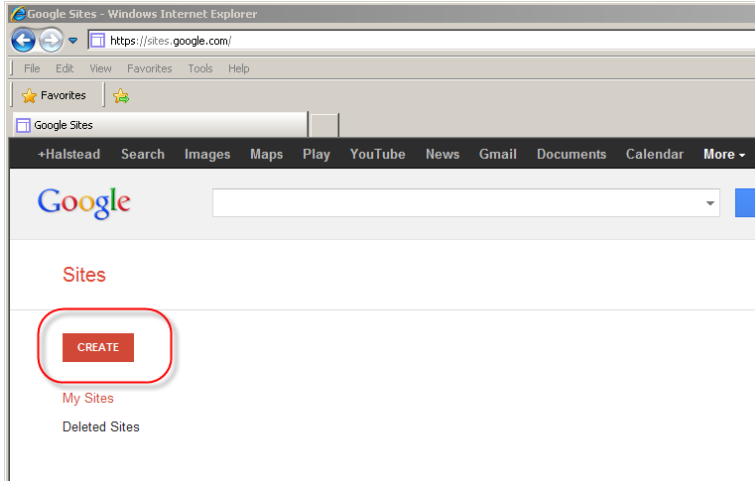 Google Sites - Windows Internet Explorer
https://sites.google.com/
File Edit View Favorites Tools Help
Favorites
Google Sites
+Halstead Search Images Maps Play YouTube News Gmail Documents Calendar More
Google
Sites
CREATE
My Sites
Deleted Sites